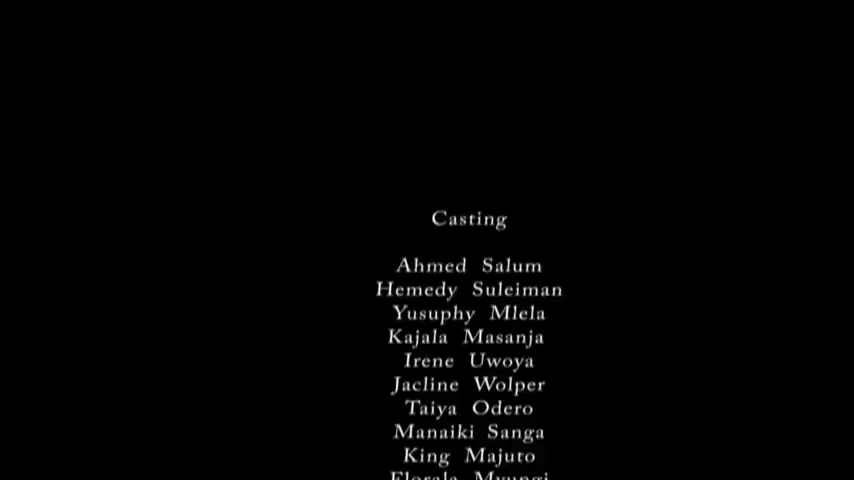 Casting
Ahmed Salum
Hemedy Suleiman
Yusuphy Mlela
Kajala Masanja
Irene Uwoya
Jacline Wolper
Taiya Odero
Manaiki Sanga
King Majuto